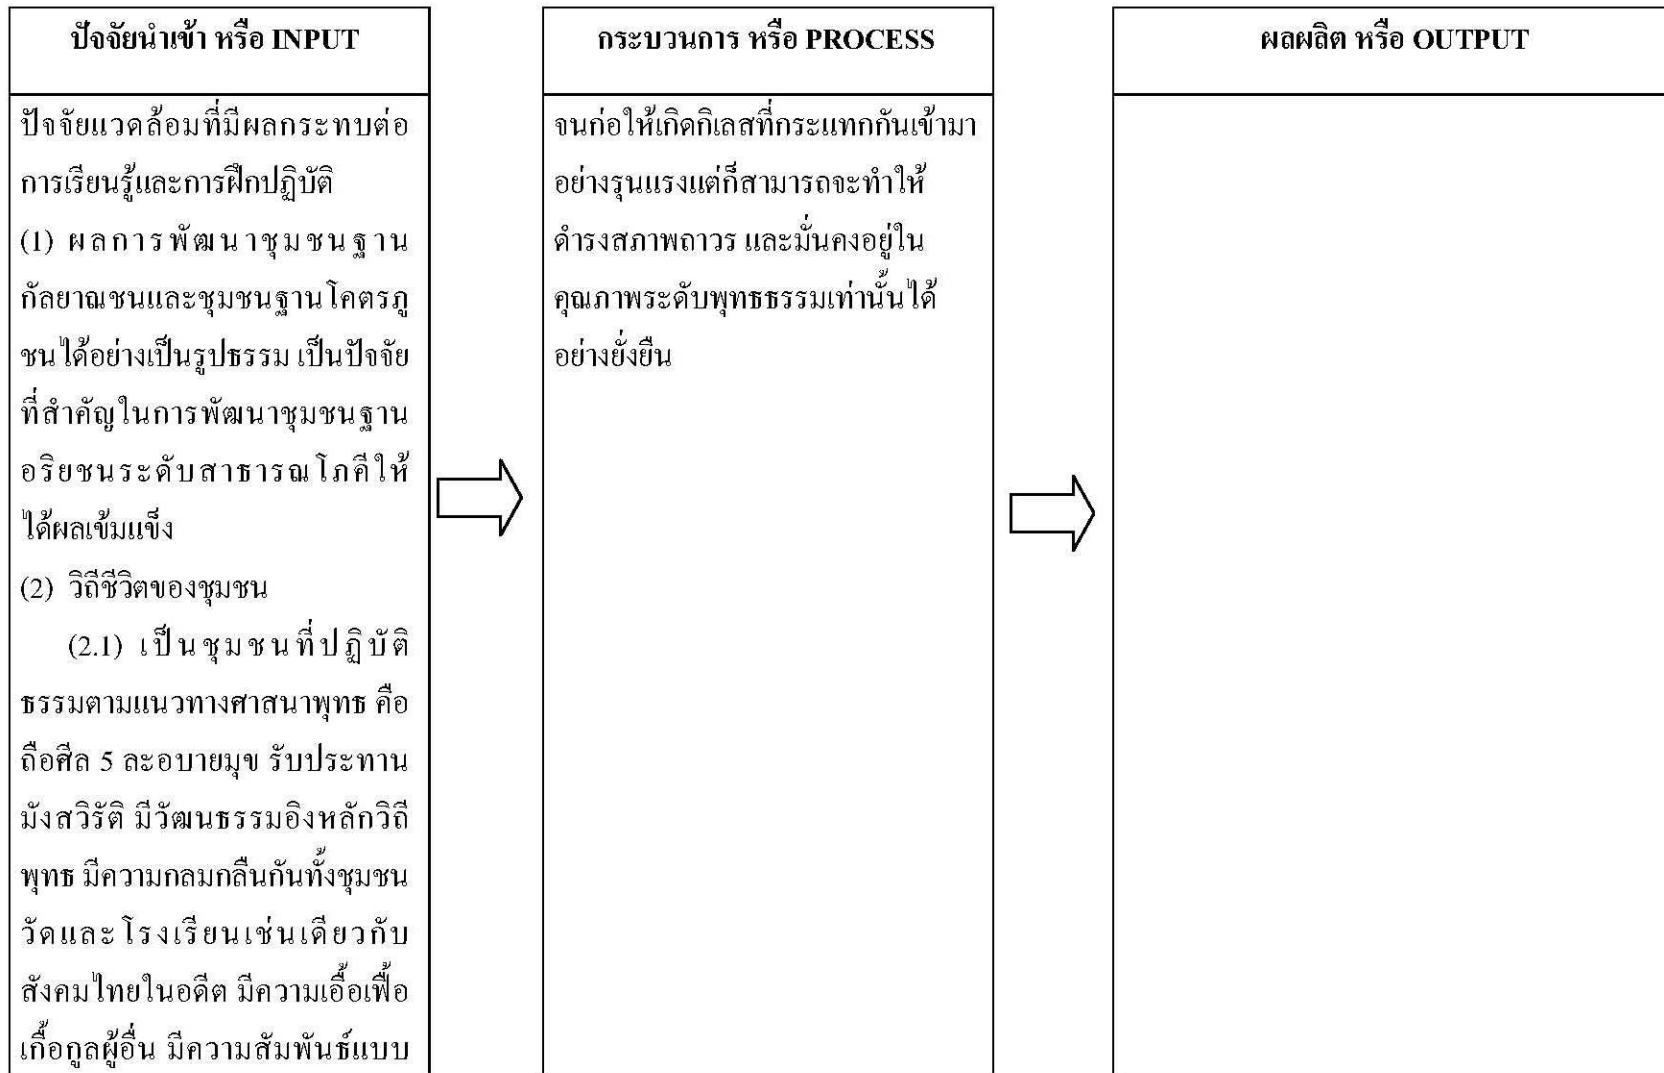 ปัจจัยนำเข้า หรือ INPUT
ปัจจัยแวดล้อมที่มีผลกระทบต่อ
การเรียนรู้และการฝึกปฏิบัติ
(1) ผลการพัฒนาชุมชนฐาน
กัลยาณชนและชุมชนฐานโคตรภู
ชนได้อย่างเป็นรูปธรรม เป็นปัจจัย
ที่สำคัญในการพัฒนาชุมชนฐาน
อริยชนระดับสาธารณโภคีให้
ได้ผลเข้มแข็ง
(2) วิถีชีวิตของชุมชน
(2.1) เป็นชุมชนที่ปฏิบัติ
ธรรมตามแนวทางศาสนาพุทธ คือ
ถือศีล 5 ละอบายมุข รับประทาน
มังสวิรัติ มีวัฒนธรรมอิงหลักวิถี
พุทธ มีความกลมกลืนกันทั้งชุมชน
วัดและโรงเรียนเช่นเดียวกับ
สังคมไทยในอดีต มีความเอื้อเฟื้อ
เกื้อกูลผู้อื่น มีความสัมพันธ์แบบ
กระบวนการ หรือ PROCESS
จนก่อให้เกิดกิเลสที่กระแทกกันเข้ามา
อย่างรุนแรงแต่ก็สามารถจะทำให้
ดำรงสภาพถาวร และมั่นคงอยู่ใน
คุณภาพระดับพุทธธรรมเท่านั้นได้
อย่างยั่งยืน
ผลผลิต หรือ OUTPUT